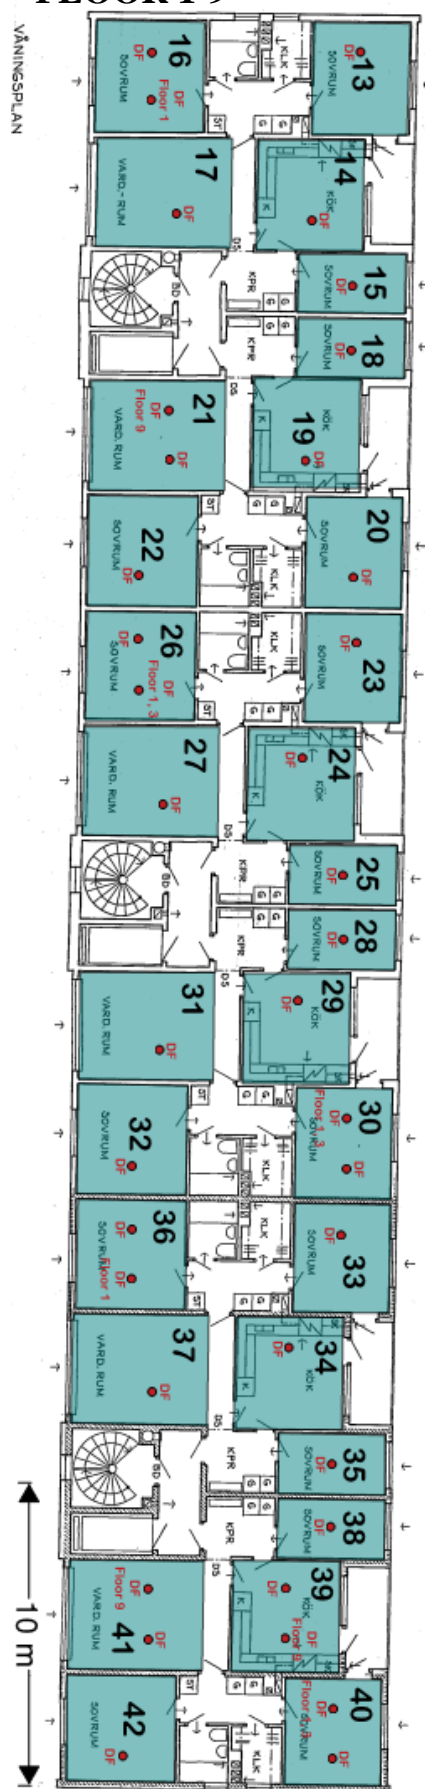 VÅNINGSPLAN
16
DF
SOVRUM
DF
Floor 1
KLK
13
DF
SOVRUM
ST
G
G
17
VARD.- RUM
DF
14
KÖK
DF
K
DS
BD
KPR
G
G
15
SOVRUM
DF
KPR
G
G
18
SOVRUM
DF
DS
21
DF
Floor 9
VARD. RUM
DF
19
KÖK
DF
K
22
SOVRUM
DF
ST
G
G
20
SOVRUM
DF
KLK
26
DF
SOVRUM
DF
Floor 1, 3
KLK
23
DF
SOVRUM
ST
G
G
27
VARD. RUM
DF
24
DF
KÖK
K
DS
BD
KPR
G
G
25
SOVRUM
DF
KPR
G
G
28
SOVRUM
DF
DS
31
VARD. RUM
DF
29
DF
KÖK
K
32
SOVRUM
DF
ST
G
G
30
DF
SOVRUM
DF
KLK
36
DF
SOVRUM
DF
Floor 1
KLK
33
DF
SOVRUM
ST
G
G
37
VARD. RUM
DF
34
DF
KÖK
K
DS
BD
KPR
G
G
35
SOVRUM
DF
KPR
G
G
38
SOVRUM
DF
DS
41
DF
Floor 9
VARD. RUM
DF
39
DF
KÖK
DF
Floor 9
K
42
SOVRUM
DF
ST
G
G
40
DF
SOVRUM
DF
KLK
10 m